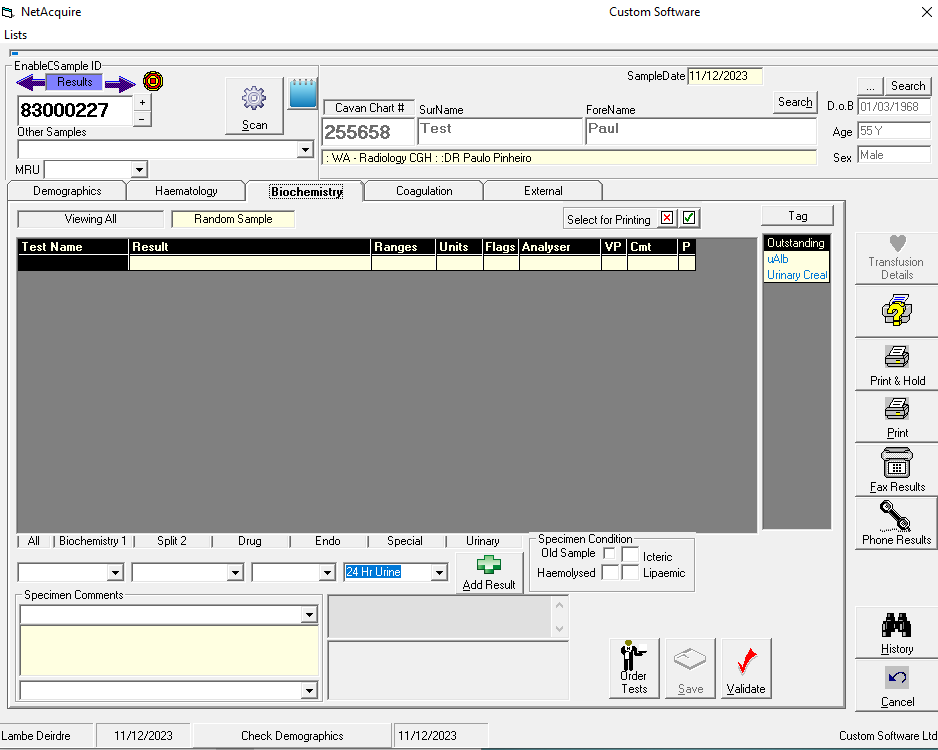 NetAcquire
Custom Software
Lists
EnableCSample ID
Results
83000227
+
-
Scan
Other Samples
MRU
SampleDate 11/12/2023
... Search
Cavan Chart # SurName ForeName Search
D.o.B 01/03/1968
255658 Test Paul
Age 55 Y
Sex Male
: WA - Radiology CGH : :DR Paulo Pinheiro
Demographics Haematology Biochemistry Coagulation External
Viewing All Random Sample Select for Printing Tag
Test Name Result Ranges Units Flags Analyser VP Cmt P
Outstanding
uAlb
Urinary Creat
Transfusion
Details
Print & Hold
Print
Fax Results
Phone Results
All Biochemistry 1 Split 2 Drug Endo Special Urinary
24 Hr Urine
Add Result
Specimen Condition
Old Sample Icteric
Haemolysed Lipaemic
Specimen Comments
Order
Tests
Save
Validate
History
Cancel
Lambe Deirdre 11/12/2023 Check Demographics 11/12/2023 Custom Software Ltd